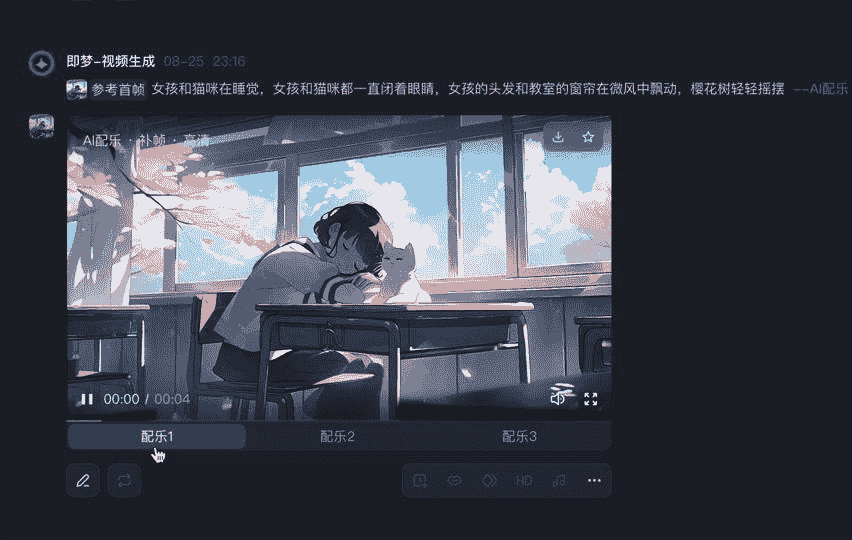 即梦-视频生成 08-25 23:16
参考首帧 女孩和猫咪在睡觉，女孩和猫咪都一直闭着眼睛，女孩的头发和教室的窗帘在微风中飘动，樱花树轻轻摇摆 --AI配乐
AI配乐 · 补帧 · 高清
00:00 / 00:04
配乐1 配乐2 配乐3
HD